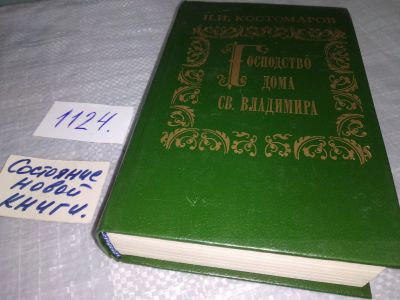 Н.И. КОСТОМАРОВ
ГОСПОДСТВО
ДОМА
СВ. ВЛАДИМИРА
1124.
Состояние
новой
книги.